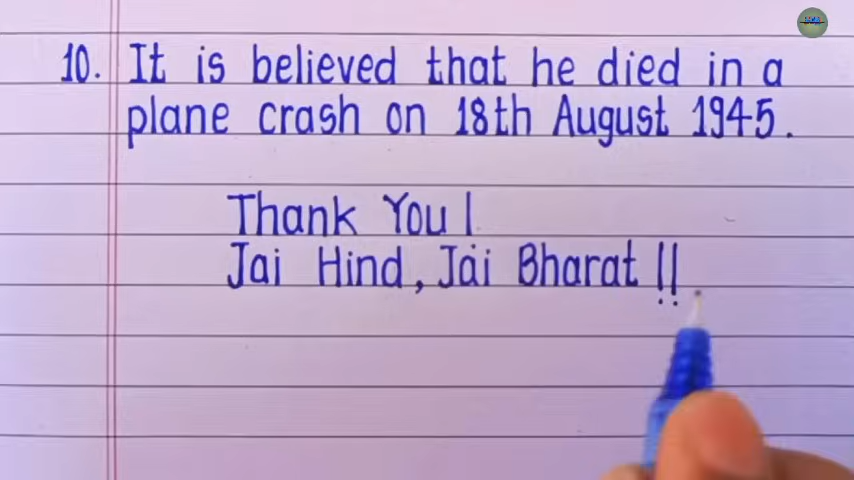 10. It is believed that he died in a
plane crash on 18th August 1945.
Thank You !
Jai Hind, Jai Bharat !!